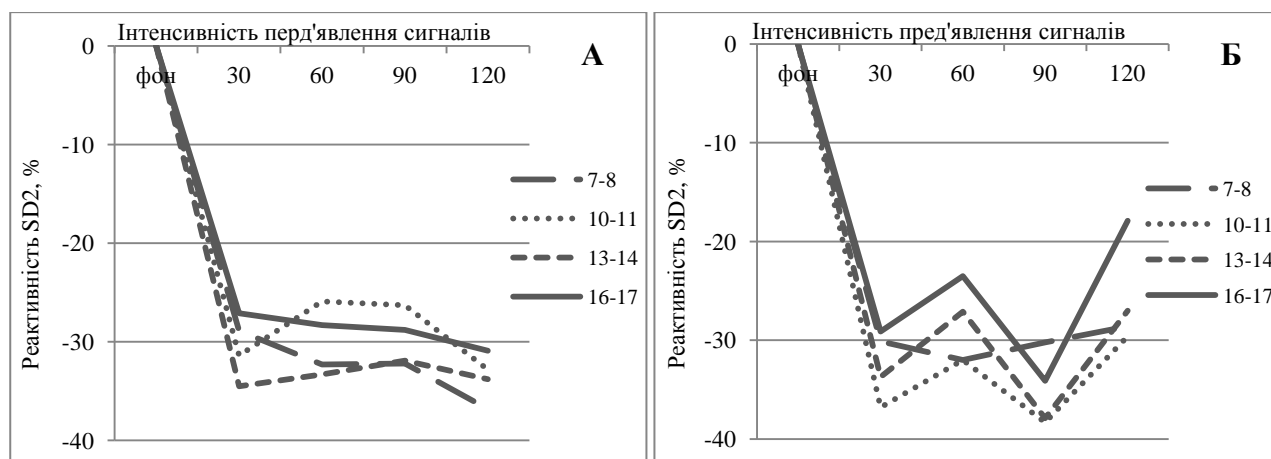 Інтенсивність перд'явлення сигналів
А
0
-10
-20
-30
-40
фон 30 60 90 120
Реактивність SD2, %
7-8
10-11
13-14
16-17
Інтенсивність пред'явлення сигналів
Б
0
-10
-20
-30
-40
фон 30 60 90 120
Реактивність SD2, %
7-8
10-11
13-14
16-17